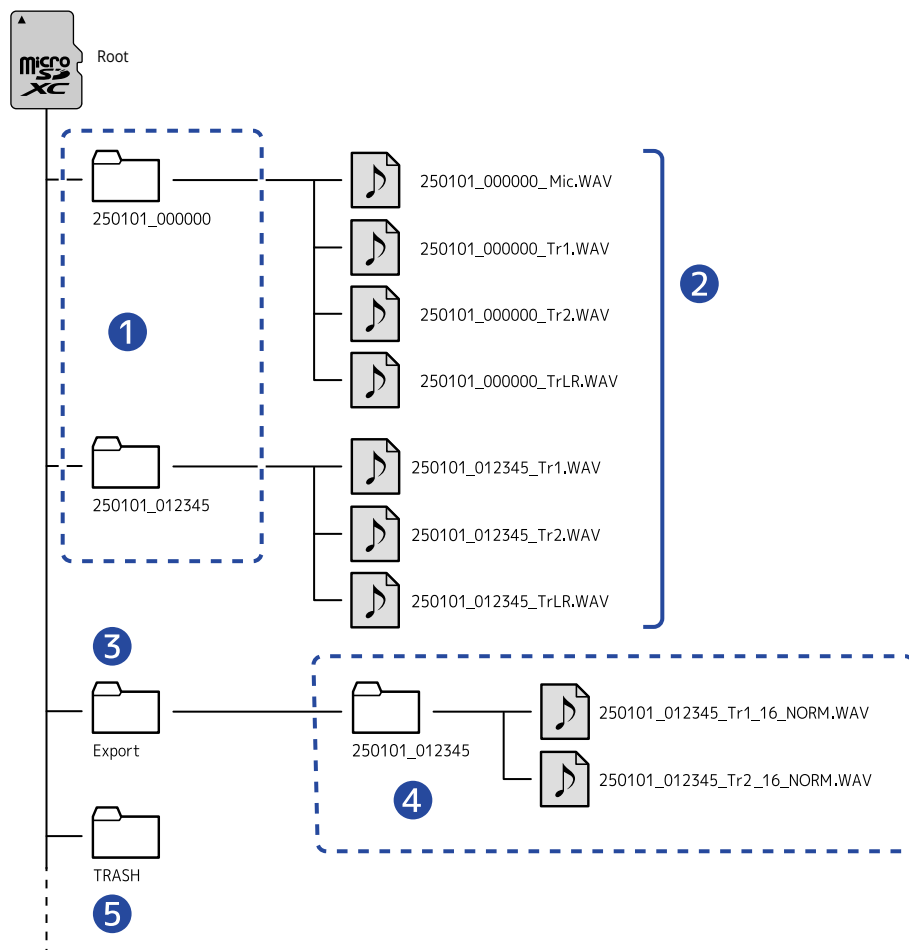 micro
SD
XC
Root
250101_000000
250101_000000_Mic.WAV
250101_000000_Tr1.WAV
250101_000000_Tr2.WAV
250101_000000_TrLR.WAV
1
2
250101_012345
250101_012345_Tr1.WAV
250101_012345_Tr2.WAV
250101_012345_TrLR.WAV
3
Export
250101_012345
250101_012345_Tr1_16_NORM.WAV
250101_012345_Tr2_16_NORM.WAV
4
TRASH
5